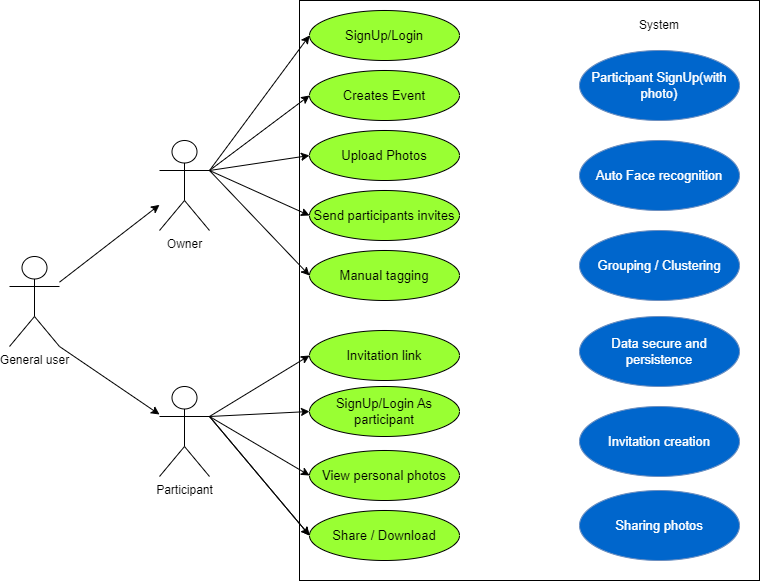 System
SignUp/Login
Creates Event
Upload Photos
Send participants invites
Manual tagging
Owner
General user
Invitation link
SignUp/Login As
participant
View personal photos
Share / Download
Participant
Participant SignUp(with
photo)
Auto Face recognition
Grouping / Clustering
Data secure and
persistence
Invitation creation
Sharing photos